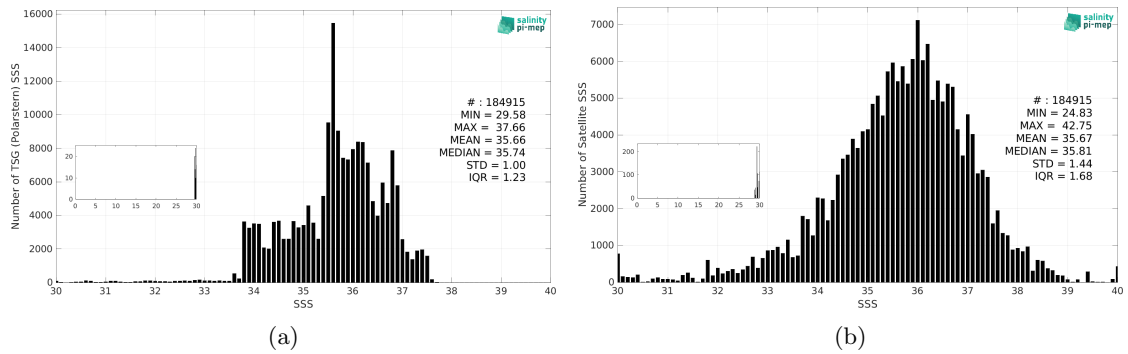 16000
14000
12000
10000
8000
6000
4000
2000
0
Number of TSG (Polarstern) SSS
salinity
pi-mep
# : 184915
MIN = 29.58
MAX = 37.66
MEAN = 35.66
MEDIAN = 35.74
STD = 1.00
IQR = 1.23
20
10
0
0 5 10 15 20 25 30
30 31 32 33 34 35 36 37 38 39 40
SSS
(a)
7000
6000
5000
4000
3000
2000
1000
0
Number of Satellite SSS
salinity
pi-mep
# : 184915
MIN = 24.83
MAX = 42.75
MEAN = 35.67
MEDIAN = 35.81
STD = 1.44
IQR = 1.68
200
100
0
0 5 10 15 20 25 30
30 31 32 33 34 35 36 37 38 39 40
SSS
(b)